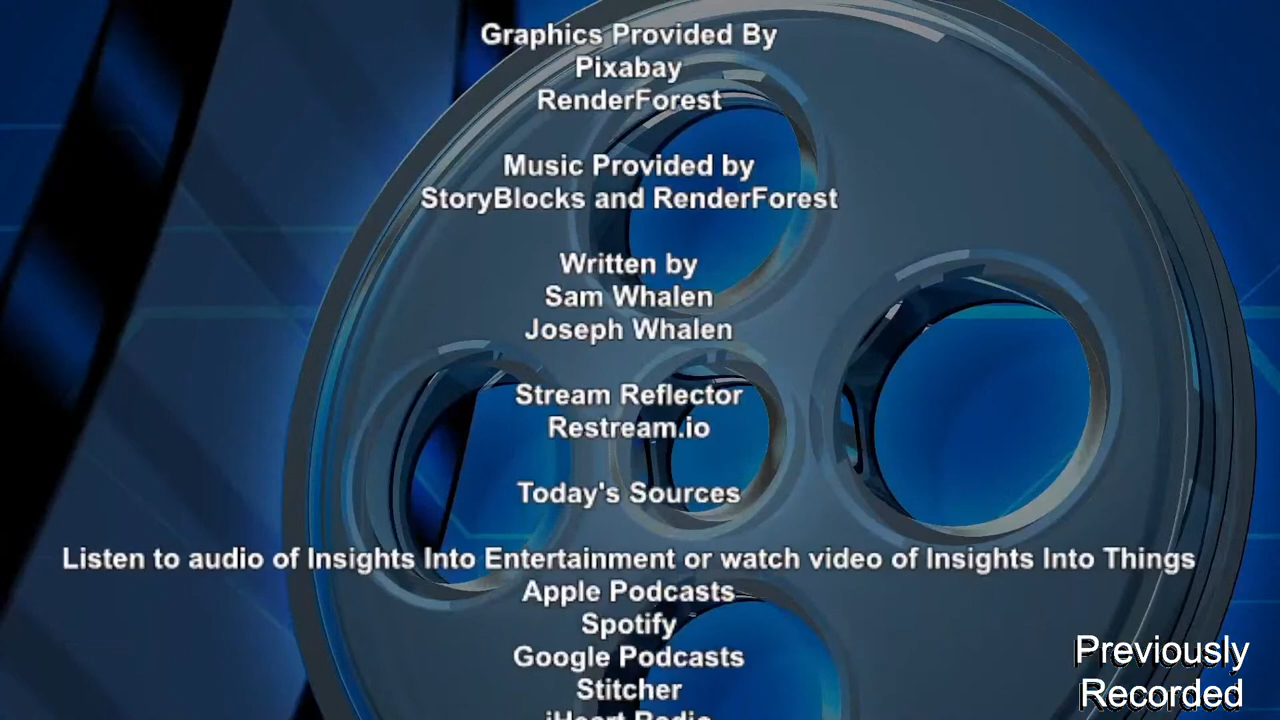 Graphics Provided By
Pixabay
RenderForest
Music Provided by
StoryBlocks and RenderForest
Written by
Sam Whalen
Joseph Whalen
Stream Reflector
Restream.io
Today's Sources
Listen to audio of Insights Into Entertainment or watch video of Insights Into Things
Apple Podcasts
Spotify
Google Podcasts
Stitcher
iHeart Radio
Previously
Recorded